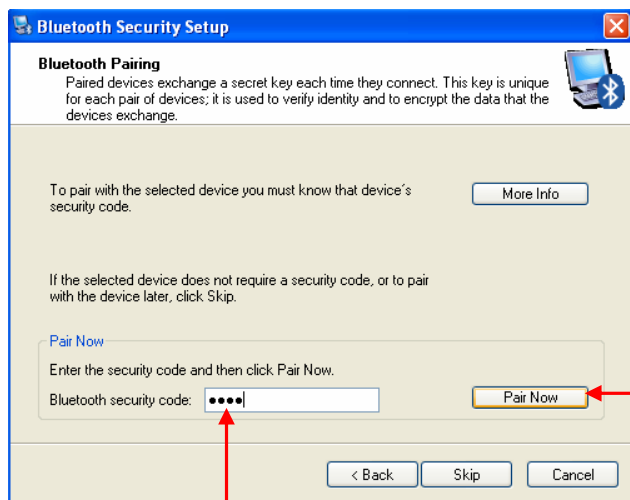 Bluetooth Security Setup
Bluetooth Pairing
Paired devices exchange a secret key each time they connect. This key is unique
for each pair of devices; it is used to verify identity and to encrypt the data that the
devices exchange.
To pair with the selected device you must know that device´s
security code.
More Info
If the selected device does not require a security code, or to pair
with the device later, click Skip.
Pair Now
Enter the security code and then click Pair Now.
Bluetooth security code: ●●●●
Pair Now
< Back
Skip
Cancel